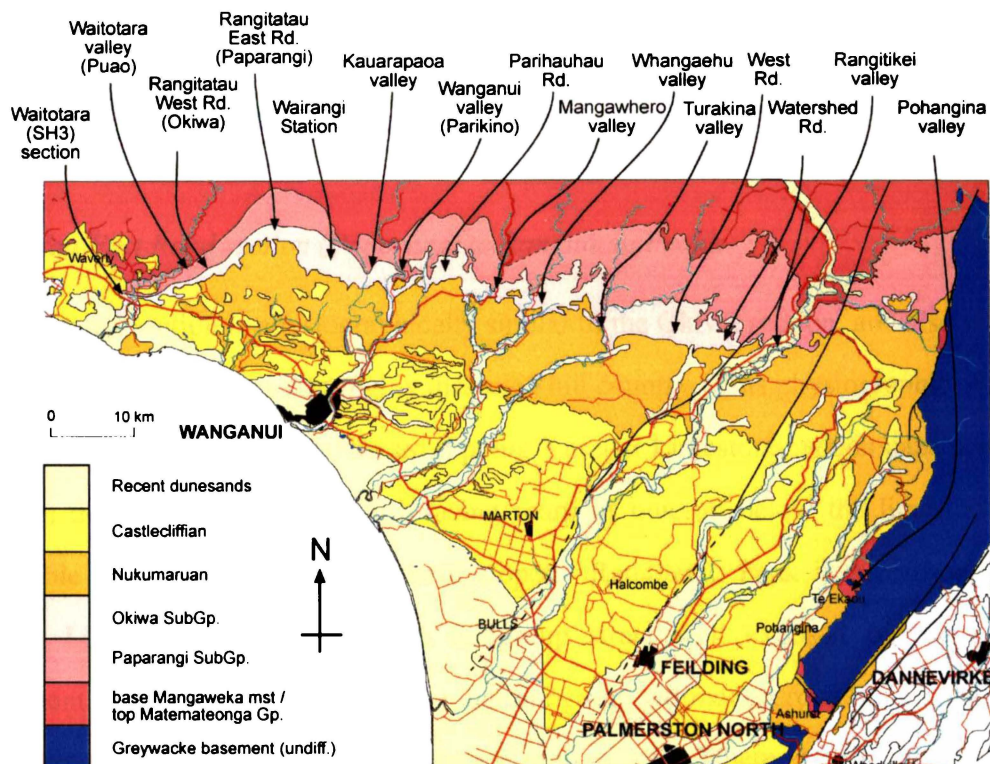 Waitotara
(SH3)
section
Waitotara
valley
(Puao)
Rangitatau
West Rd.
(Okiwa)
Rangitatau
East Rd.
(Paparangi)
Wairangi
Station
Kauarapaoa
valley
Wanganui
valley
(Parikino)
Parihauhau
Rd.
Mangawhero
valley
Whangaehu
valley
Turakina
valley
West
Rd.
Watershed
Rd.
Rangitikei
valley
Pohangina
valley
Waverly
0 10 km
WANGANUI
MARTON
N
Halcombe
BULLS
Pohangina
FEILDING
DANNEVIRKE
Ashurst
PALMERSTON NORTH
Recent dunesands
Castlecliffian
Nukumaruan
Okiwa SubGp.
Paparangi SubGp.
base Mangaweka mst /
top Matemateonga Gp.
Greywacke basement (undiff.)